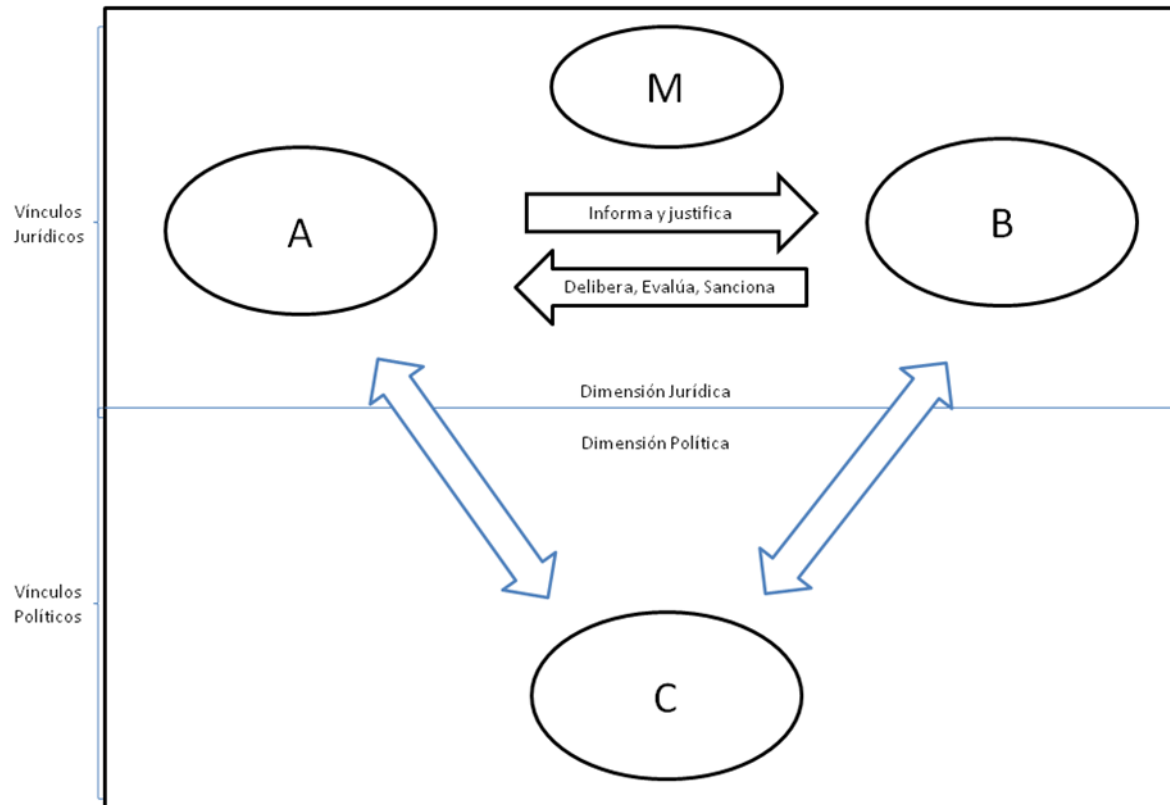 M
A
B
Vínculos
Jurídicos
Informa y justifica
Delibera, Evalúa, Sanciona
Dimensión Jurídica
Dimensión Política
Vínculos
Políticos
C